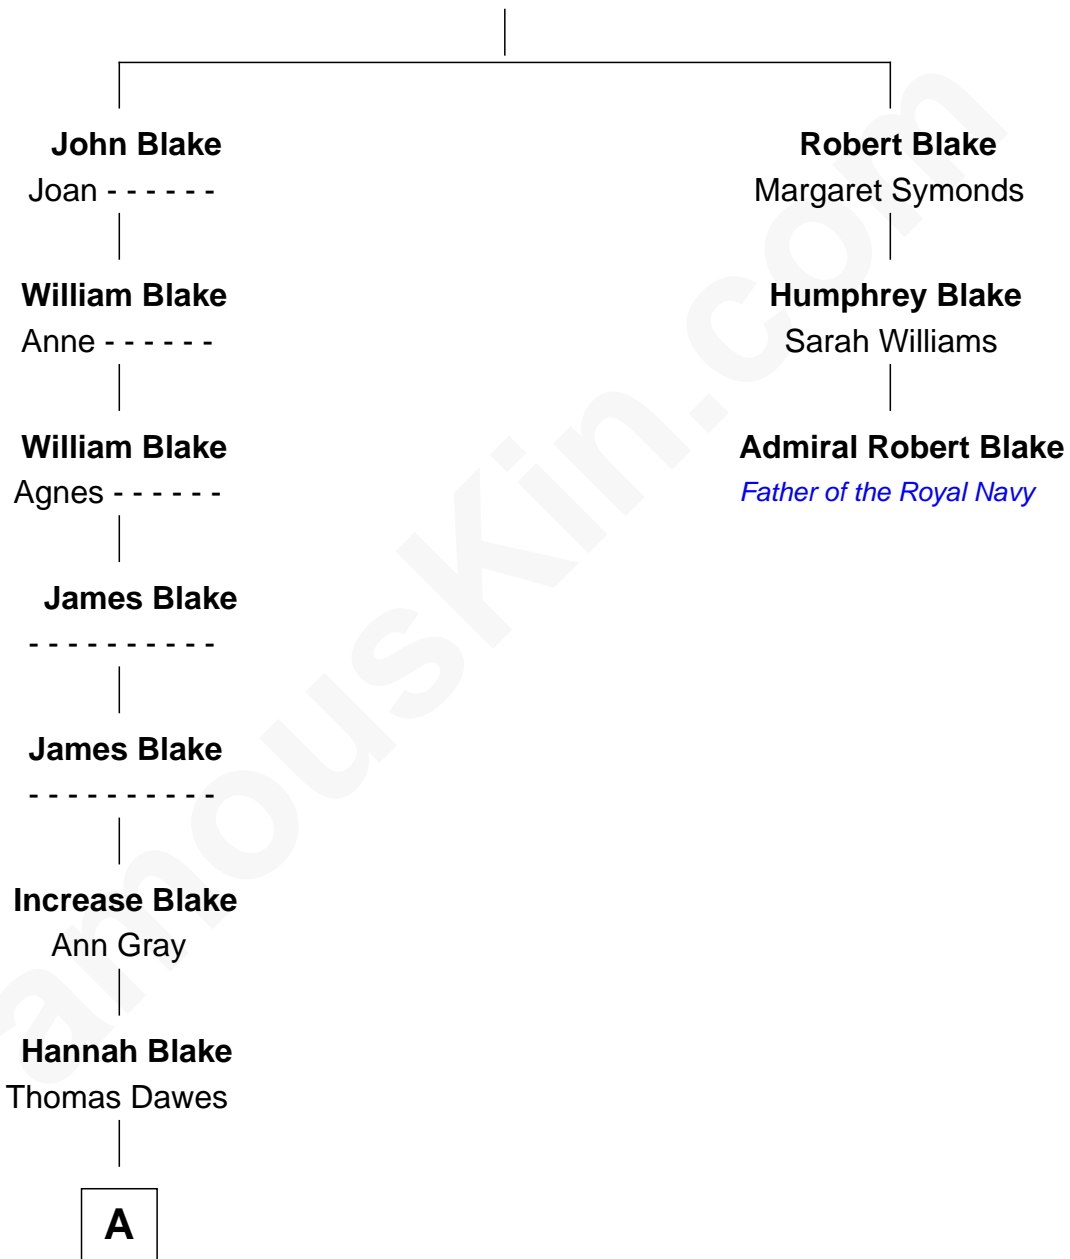 John Blake
Joan - - - - - -
William Blake
Anne - - - - - -
William Blake
Agnes - - - - - -
James Blake
- - - - - - - - - -
James Blake
- - - - - - - - - -
Increase Blake
Ann Gray
Hannah Blake
Thomas Dawes
A
Robert Blake
Margaret Symonds
Humphrey Blake
Sarah Williams
Admiral Robert Blake
Father of the Royal Navy
amouskin.com